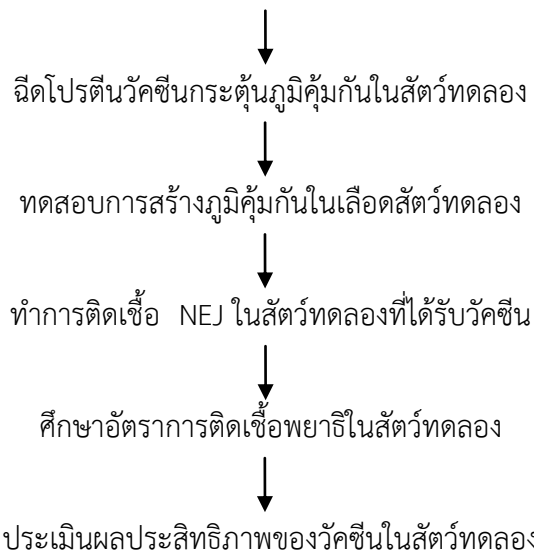 ฉีดโปรตีนวัคซีนกระตุ้นภูมิคุ้มกันในสัตว์ทดลอง
ทดสอบการสร้างภูมิคุ้มกันในเลือดสัตว์ทดลอง
ทำการติดเชื้อ NEJ ในสัตว์ทดลองที่ได้รับวัคซีน
ศึกษาอัตราการติดเชื้อพยาธิในสัตว์ทดลอง
ประเมินผลประสิทธิภาพของวัคซีนในสัตว์ทดลอง